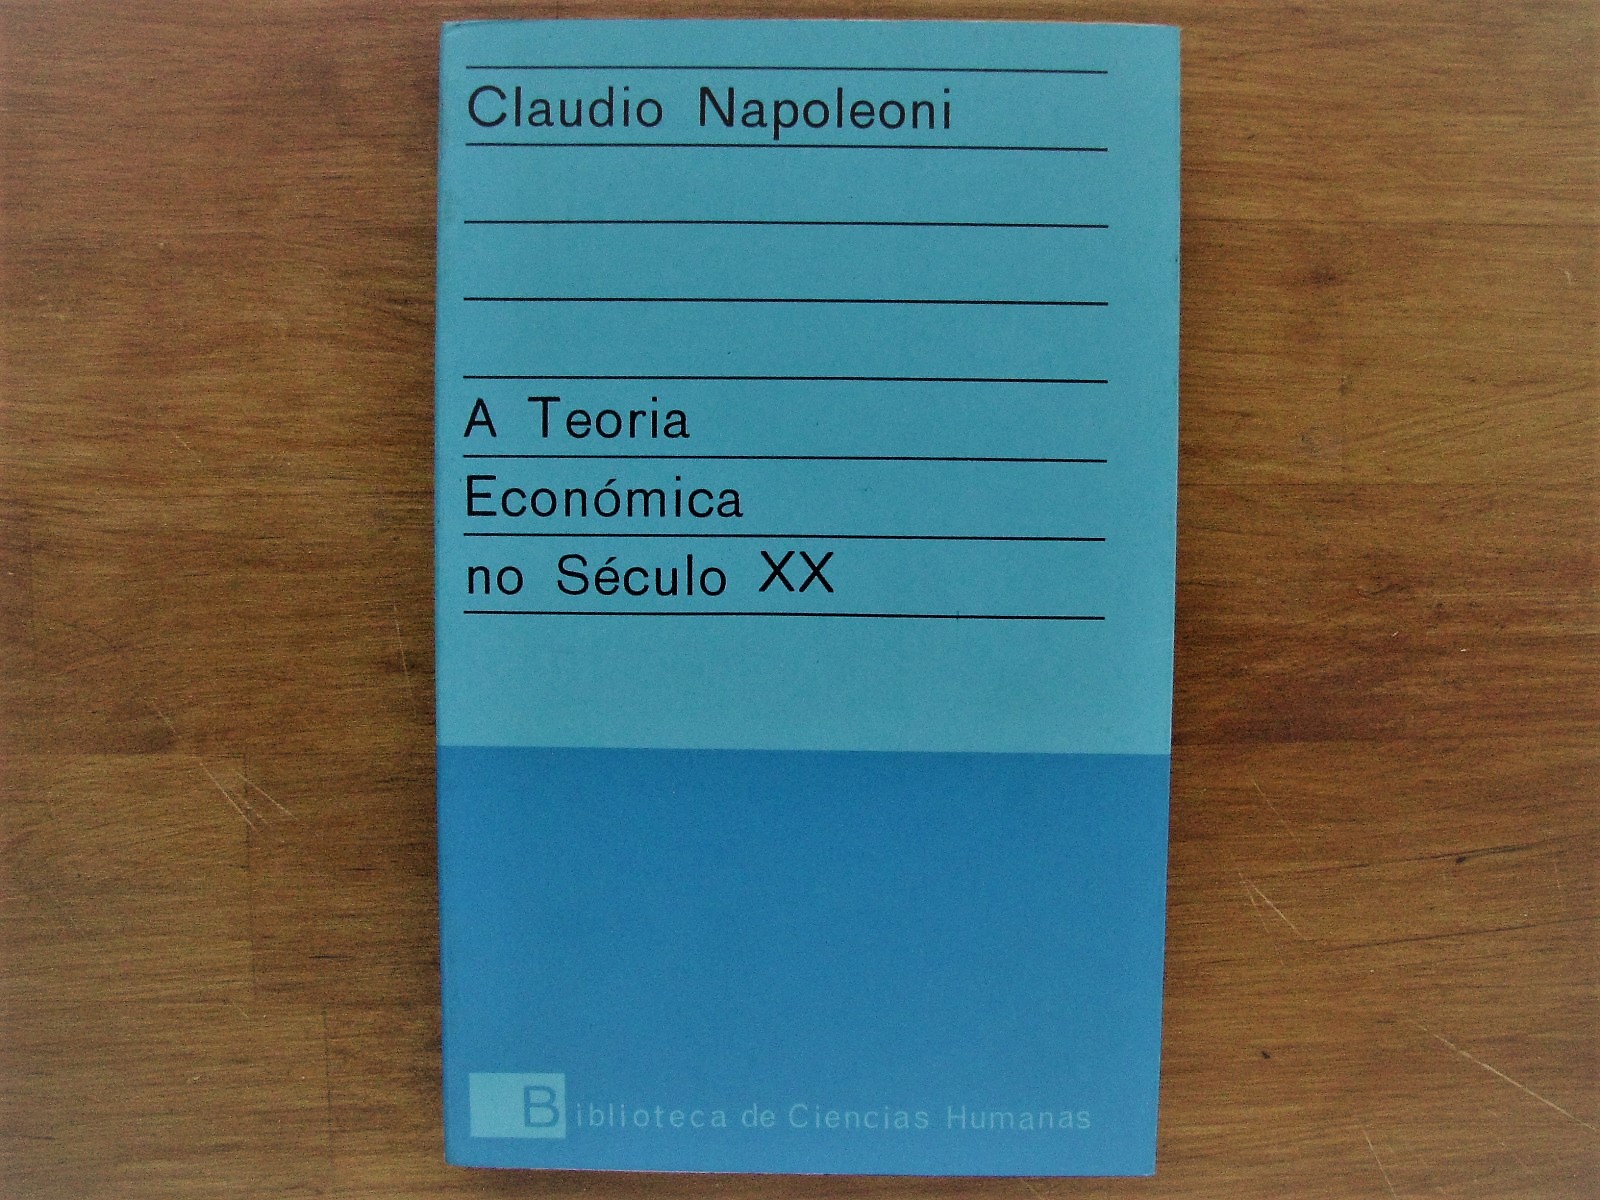 Claudio Napoleoni
A Teoria
Económica
no Século XX
Biblioteca de Ciencias Humanas